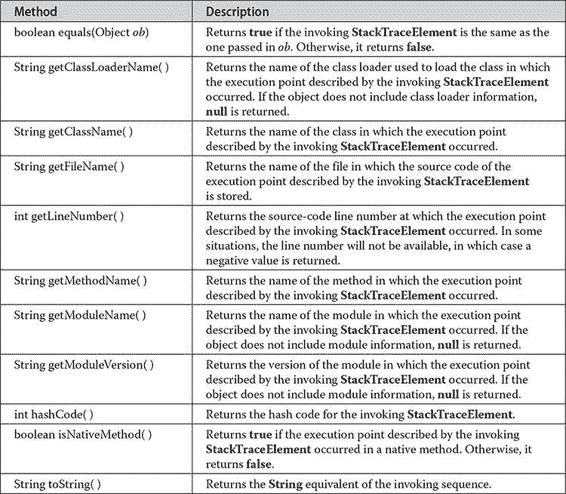 Method Description
boolean equals(Object ob) Returns true if the invoking StackTraceElement is the same as the
one passed in ob. Otherwise, it returns false.
String getClassLoaderName( ) Returns the name of the class loader used to load the class in which
the execution point described by the invoking StackTraceElement
occurred. If the object does not include class loader information,
null is returned.
String getClassName( ) Returns the name of the class in which the execution point
described by the invoking StackTraceElement occurred.
String getFileName( ) Returns the name of the file in which the source code of the
execution point described by the invoking StackTraceElement
is stored.
int getLineNumber( ) Returns the source-code line number at which the execution point
described by the invoking StackTraceElement occurred. In some
situations, the line number will not be available, in which case a
negative value is returned.
String getMethodName( ) Returns the name of the method in which the execution point
described by the invoking StackTraceElement occurred.
String getModuleName( ) Returns the name of the module in which the execution point
described by the invoking StackTraceElement occurred. If the
object does not include module information, null is returned.
String getModuleVersion( ) Returns the version of the module in which the execution point
described by the invoking StackTraceElement occurred. If the
object does not include module information, null is returned.
int hashCode( ) Returns the hash code for the invoking StackTraceElement.
boolean isNativeMethod( ) Returns true if the execution point described by the invoking
StackTraceElement occurred in a native method. Otherwise, it
returns false.
String toString( ) Returns the String equivalent of the invoking sequence.